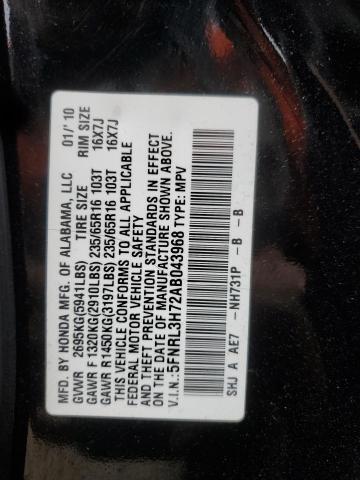 MFD. BY HONDA MFG. OF ALABAMA, LLC 01/'10
GVWR 2695KG(5941LBS) TIRE SIZE RIM SIZE
GAWR F 1320KG(2910LBS) 235/65R16 103T 16X7J
GAWR R1450KG(3197LBS) 235/65R16 103T 16X7J
THIS VEHICLE CONFORMS TO ALL APPLICABLE
FEDERAL MOTOR VEHICLE SAFETY
AND THEFT PREVENTION STANDARDS IN EFFECT
ON THE DATE OF MANUFACTURE SHOWN ABOVE.
V.I.N.:5FNRL3H72AB043968 TYPE: MPV
SHJ A AE7 -NH731P -B -B